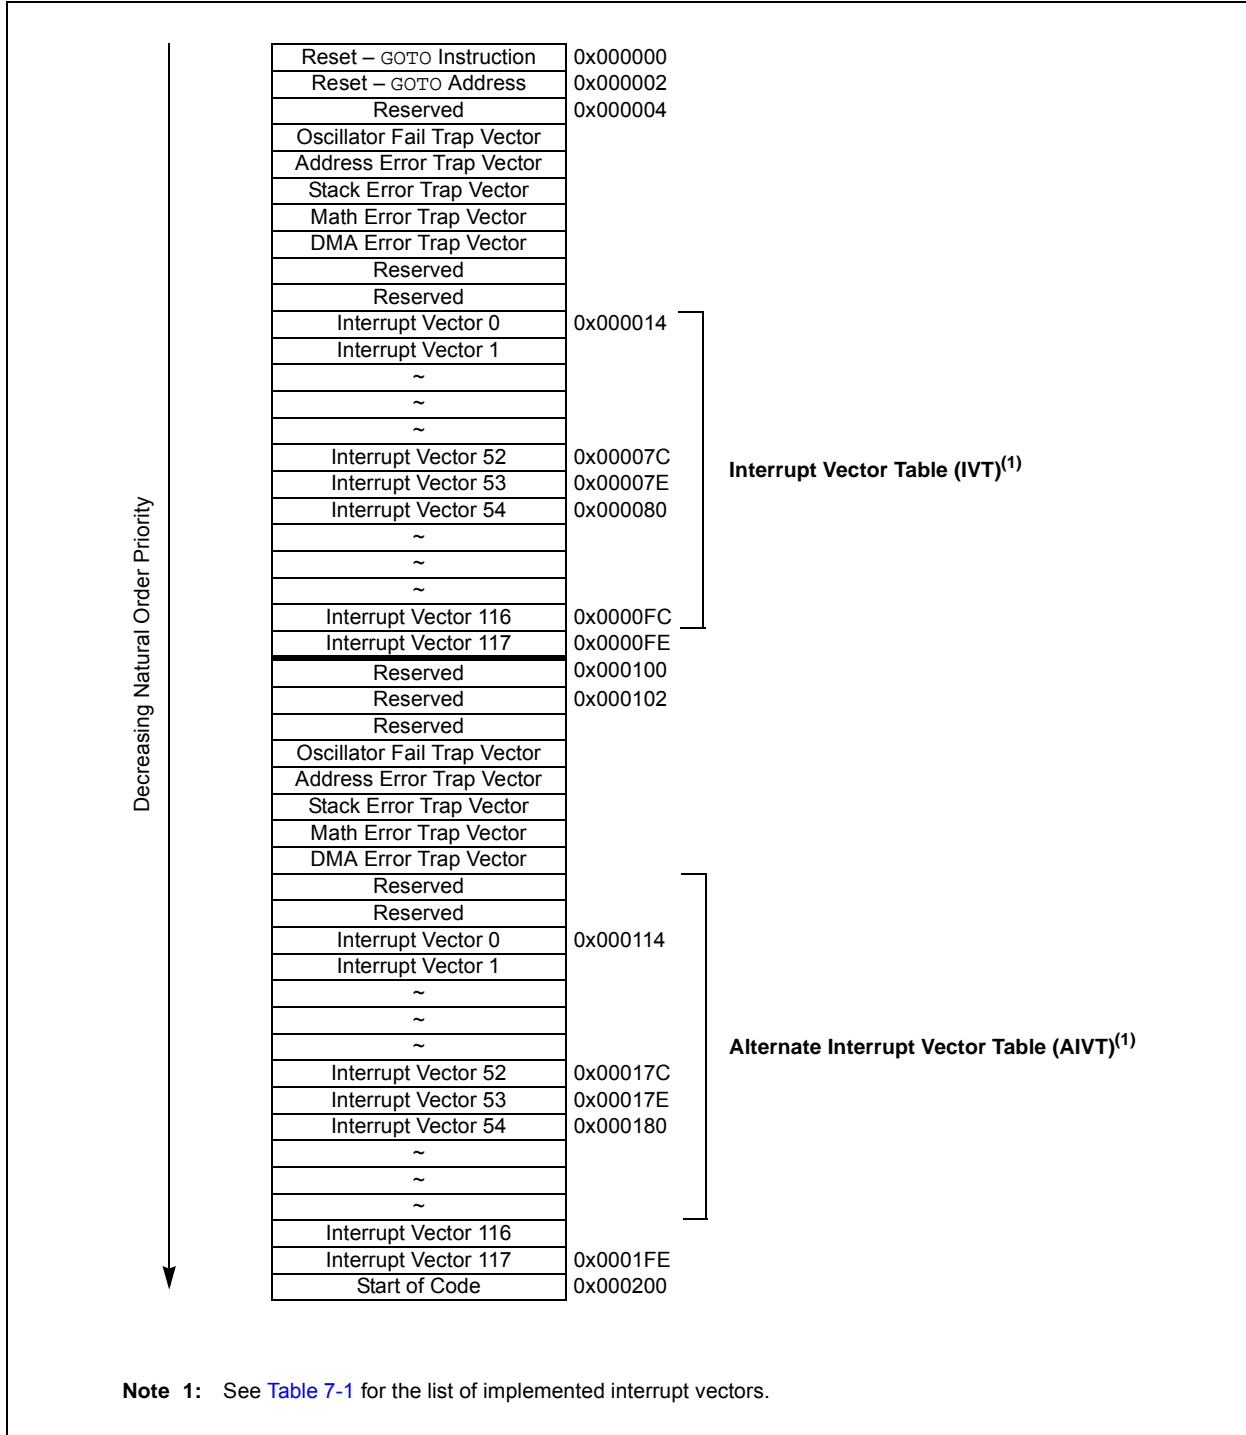 Reset – GOTO Instruction 0x000000
Reset – GOTO Address 0x000002
Reserved 0x000004
Oscillator Fail Trap Vector
Address Error Trap Vector
Stack Error Trap Vector
Math Error Trap Vector
DMA Error Trap Vector
Reserved
Reserved
Interrupt Vector 0 0x000014
Interrupt Vector 1
~
~
~
Interrupt Vector 52 0x00007C
Interrupt Vector Table (IVT)(1)
Interrupt Vector 53 0x00007E
Interrupt Vector 54 0x000080
~
~
~
Interrupt Vector 116 0x0000FC
Interrupt Vector 117 0x0000FE
Decreasing Natural Order Priority
Reserved 0x000100
Reserved 0x000102
Reserved
Oscillator Fail Trap Vector
Address Error Trap Vector
Stack Error Trap Vector
Math Error Trap Vector
DMA Error Trap Vector
Reserved
Reserved
Interrupt Vector 0 0x000114
Interrupt Vector 1
~
~
~
Alternate Interrupt Vector Table (AIVT)(1)
Interrupt Vector 52 0x00017C
Interrupt Vector 53 0x00017E
Interrupt Vector 54 0x000180
~
~
~
Interrupt Vector 116
Interrupt Vector 117 0x0001FE
Start of Code 0x000200
Note 1: See Table 7-1 for the list of implemented interrupt vectors.